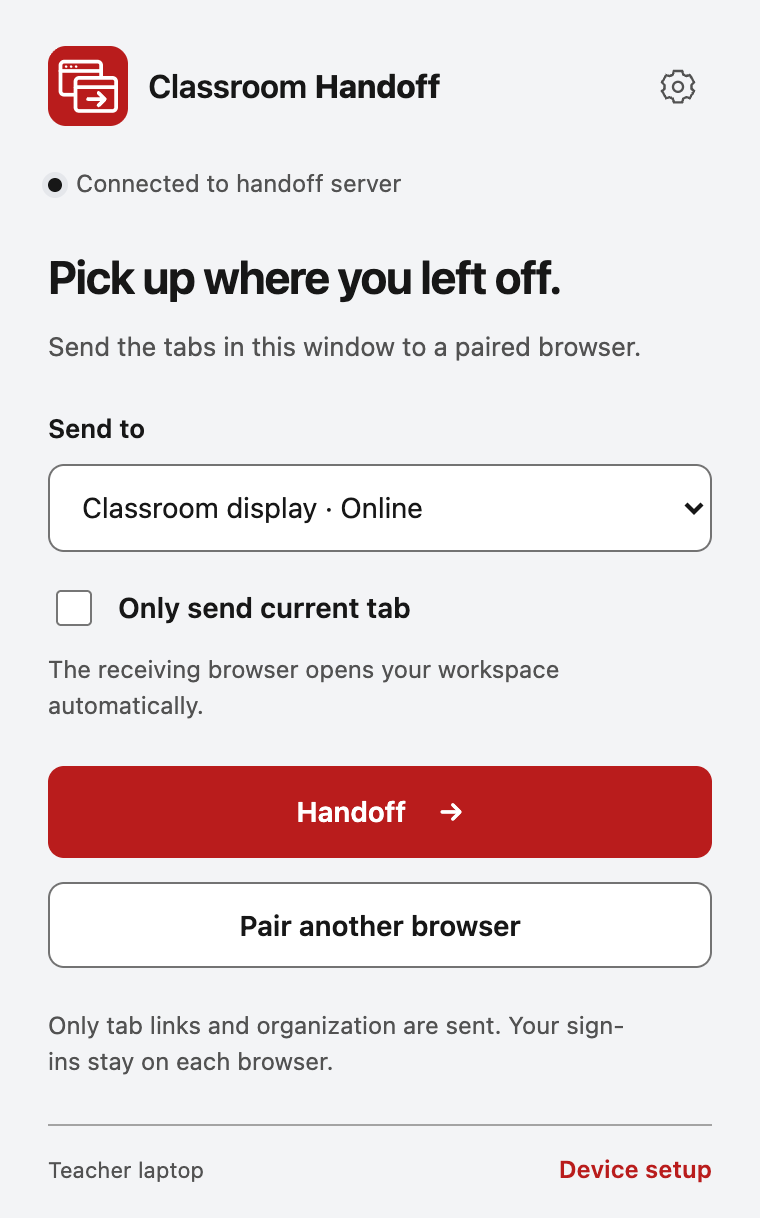 Classroom Handoff
Connected to handoff server
Pick up where you left off.
Send the tabs in this window to a paired browser.
Send to
Classroom display · Online
Only send current tab
The receiving browser opens your workspace
automatically.
Handoff →
Pair another browser
Only tab links and organization are sent. Your sign-
ins stay on each browser.
Teacher laptop
Device setup